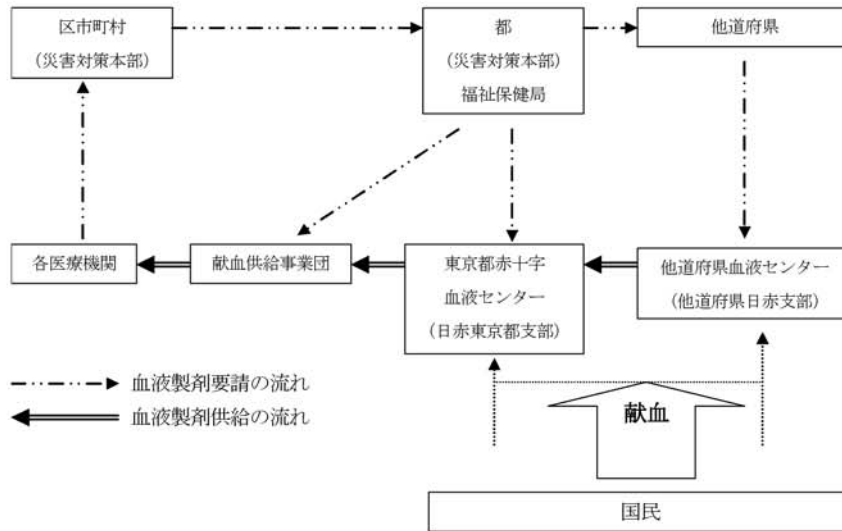 区市町村
(災害対策本部)
都
(災害対策本部)
福祉保健局
他道府県
各医療機関
献血供給事業団
東京都赤十字
血液センター
(日赤東京都支部)
他道府県血液センター
(他道府県日赤支部)
血液製剤要請の流れ
血液製剤供給の流れ
献血
国民